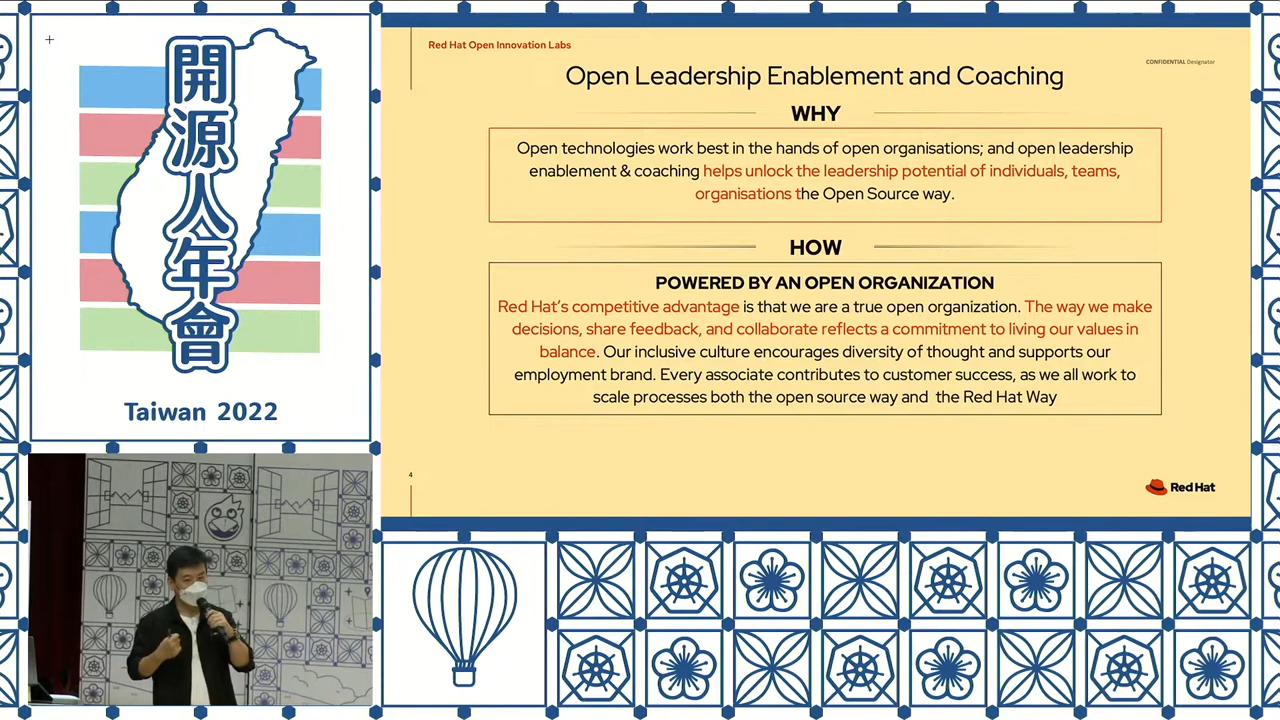 開源人年會
Taiwan 2022
Red Hat Open Innovation Labs
CONFIDENTIAL Designator
Open Leadership Enablement and Coaching
WHY
Open technologies work best in the hands of open organisations; and open leadership
enablement & coaching helps unlock the leadership potential of individuals, teams,
organisations the Open Source way.
HOW
POWERED BY AN OPEN ORGANIZATION
Red Hat's competitive advantage is that we are a true open organization. The way we make
decisions, share feedback, and collaborate reflects a commitment to living our values in
balance. Our inclusive culture encourages diversity of thought and supports our
employment brand. Every associate contributes to customer success, as we all work to
scale processes both the open source way and the Red Hat Way
4
Red Hat